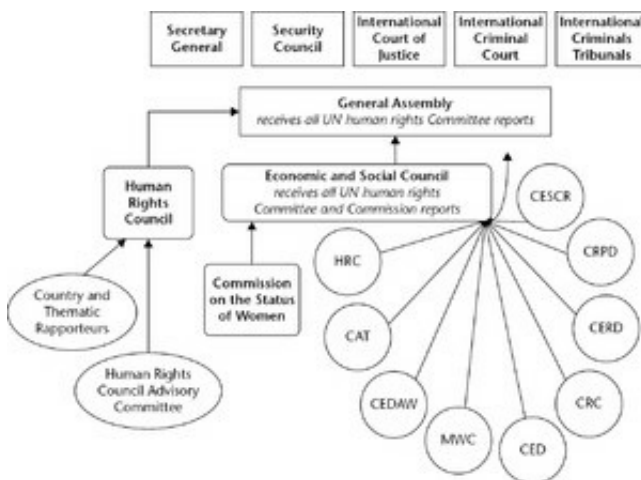 Secretary
General
Security
Council
International
Court of
Justice
International
Criminal
Court
International
Criminals
Tribunals
General Assembly
receives all UN human rights Committee reports
Human
Rights
Council
Economic and Social Council
receives all UN human rights
Committee and Commission reports
CESCR
HRC
CRPD
Country and
Thematic
Rapporteurs
Commission
on the Status
of Women
CAT
CERD
Human Rights
Council Advisory
Committee
CEDAW
CRC
MWC
CED